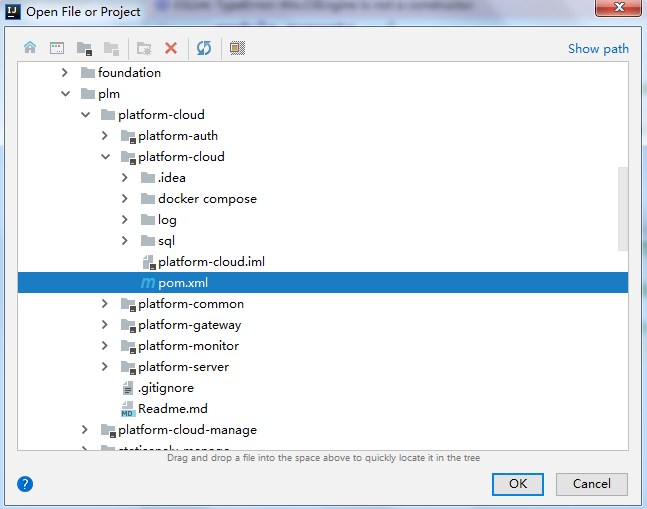 Open File or Project
Show path
foundation
plm
platform-cloud
platform-auth
platform-cloud
.idea
docker compose
log
sql
platform-cloud.iml
pom.xml
platform-common
platform-gateway
platform-monitor
platform-server
.gitignore
Readme.md
platform-cloud-manage
Drag and drop a file into the space above to quickly locate it in the tree
OK
Cancel